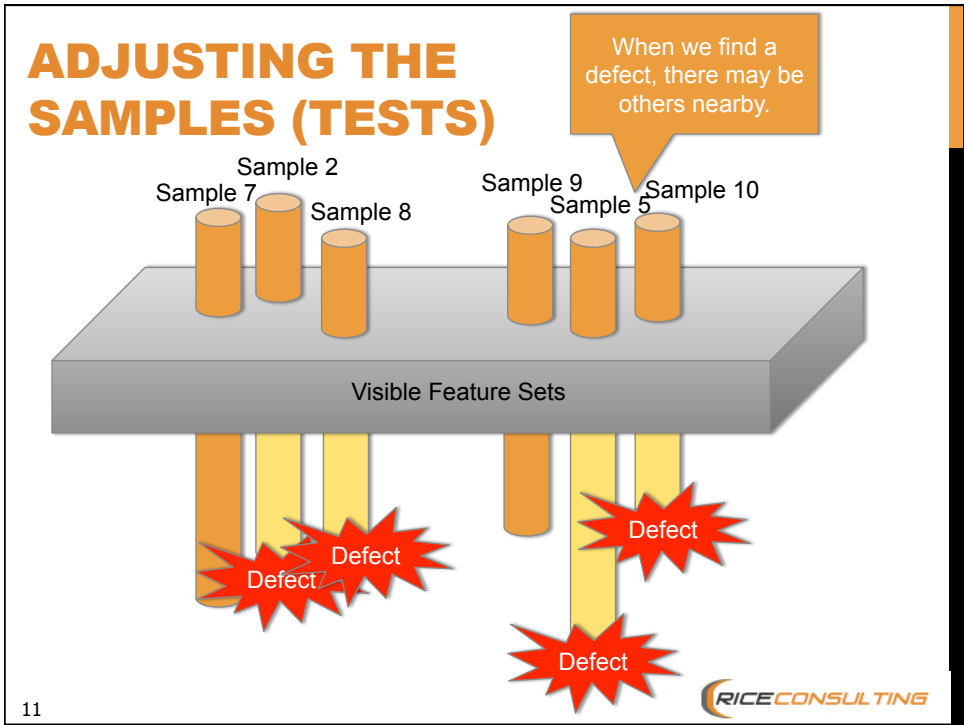 ADJUSTING THE
SAMPLES (TESTS)
When we find a
defect, there may be
others nearby.
Sample 7
Sample 2
Sample 8
Sample 9
Sample 5
Sample 10
Visible Feature Sets
Defect
Defect
Defect
Defect
11
RICECONSULTING